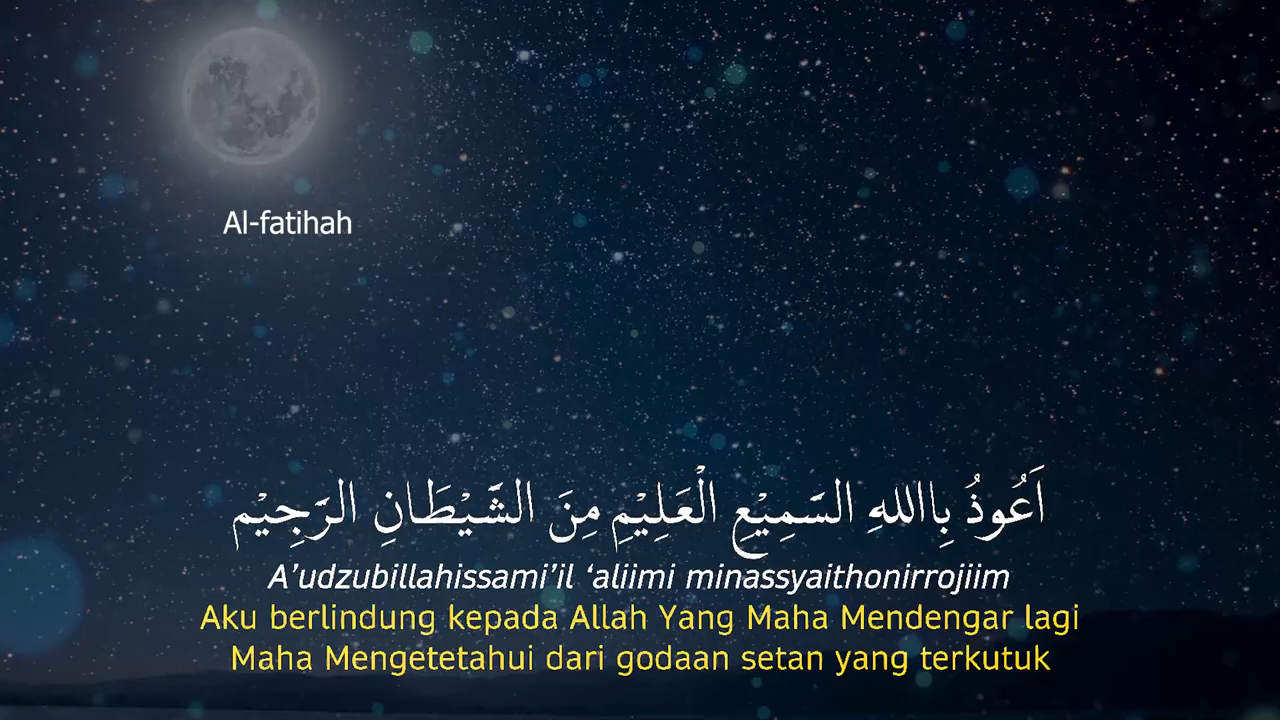 Al-fatihah
اَعُوذُ بِاللهِ السَّمِيْعِ الْعَلِيْمِ مِنَ الشَّيْطَانِ الرَّجِيْم
A’udzubillahissami’il ‘aliimi minassyaithonirrojiim
Aku berlindung kepada Allah Yang Maha Mendengar lagi
Maha Mengetetahui dari godaan setan yang terkutuk